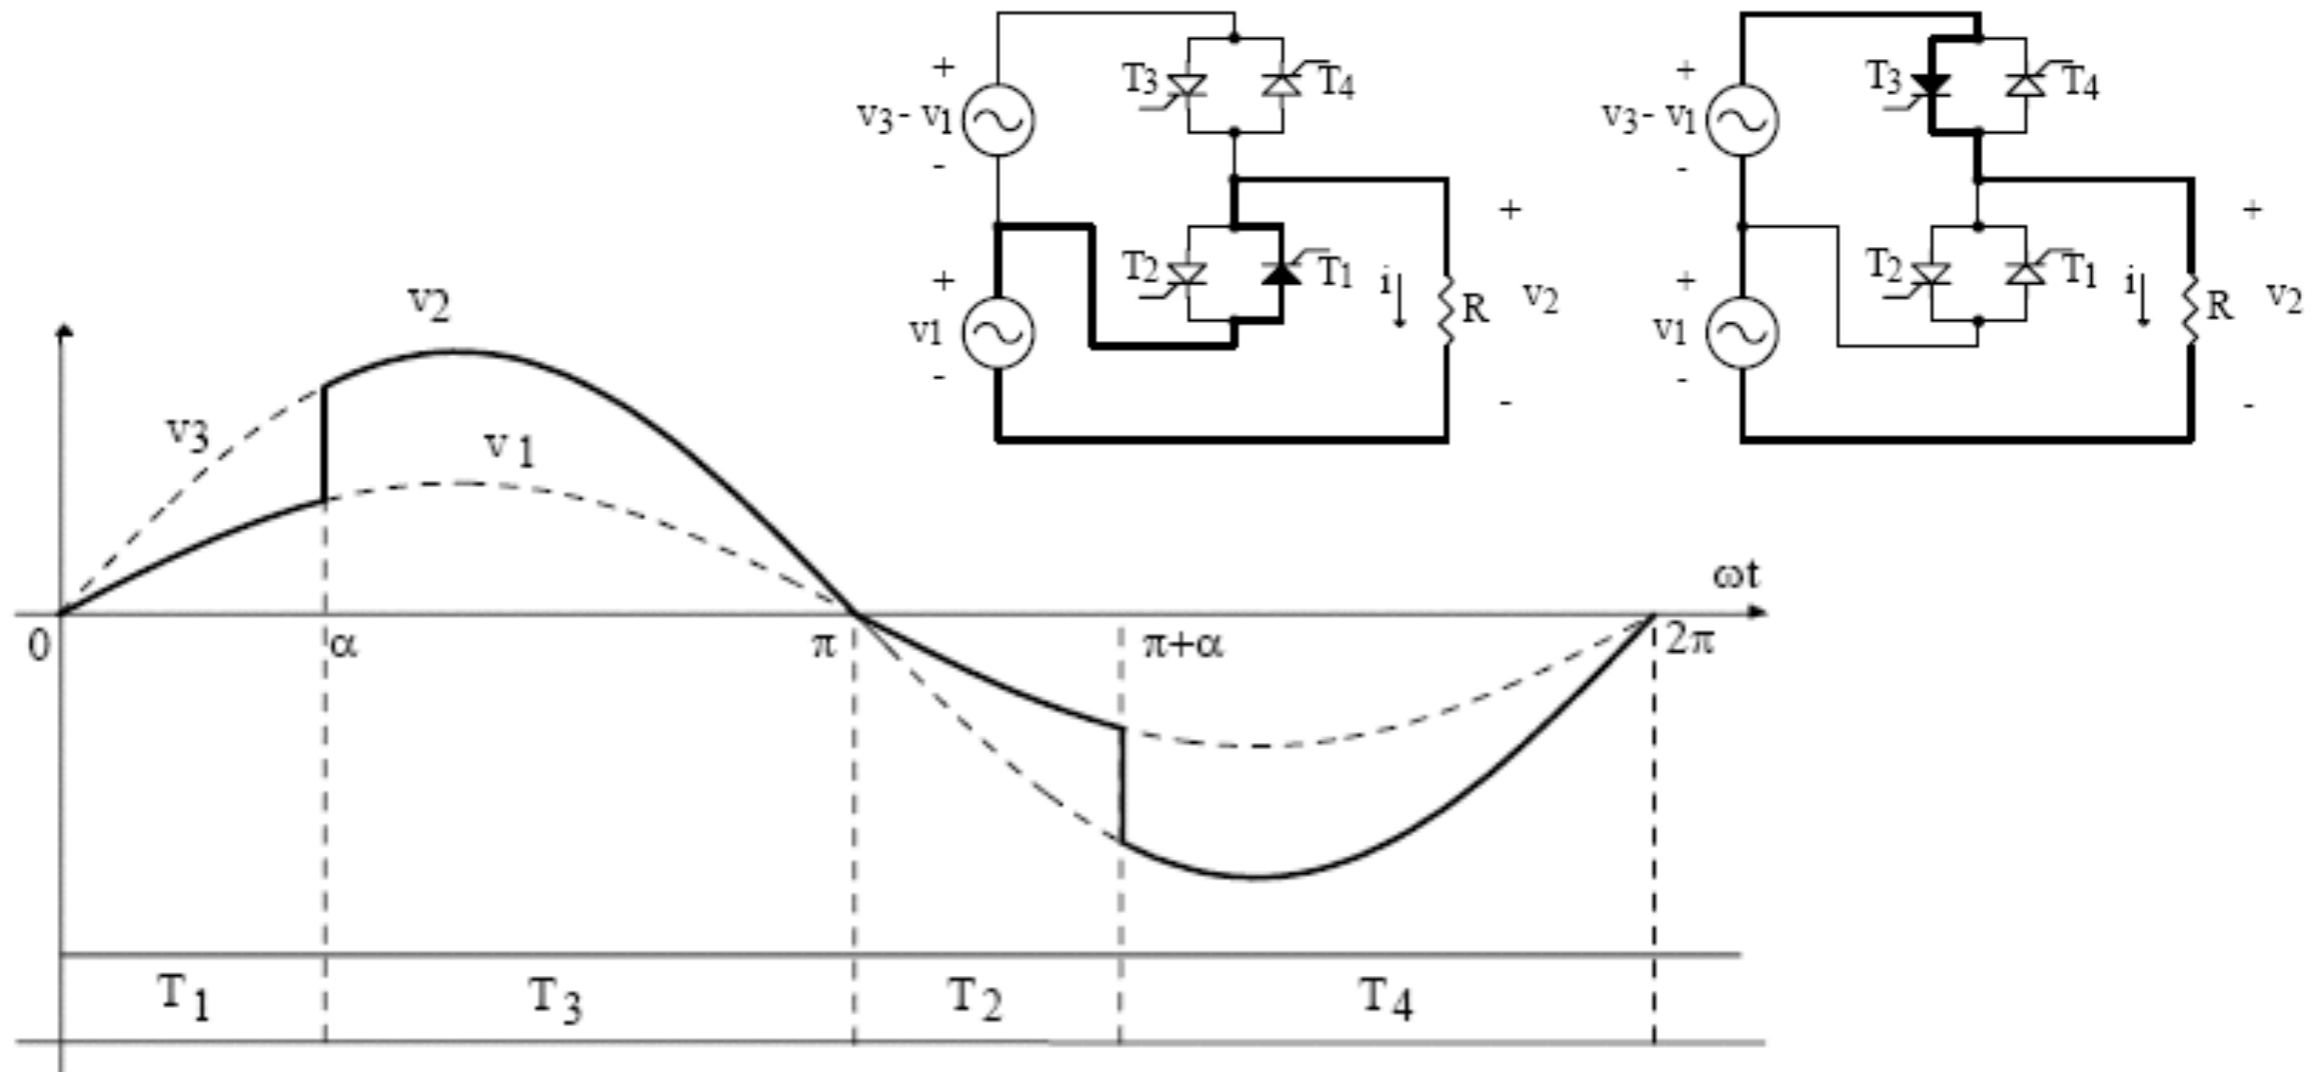 +
T3
T4
v3- v1
-
+
T2
T1
i
R
+
v2
v1
-
-
+
T3
T4
v3- v1
-
+
T2
T1
i
R
+
v2
v1
-
-
v2
v3
v1
ωt
0
α
π
π+α
2π
T1
T3
T2
T4